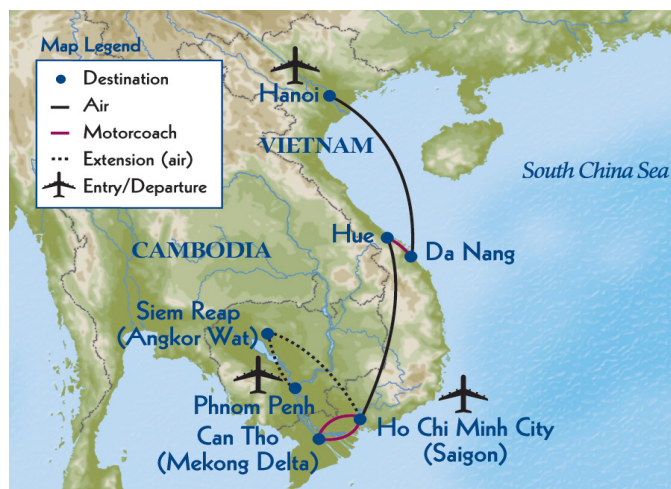 Map Legend
Destination
Air
Motorcoach
Extension (air)
Entry/Departure
Hanoi
VIETNAM
South China Sea
Hue
Da Nang
CAMBODIA
Siem Reap
(Angkor Wat)
Phnom Penh
Can Tho
(Mekong Delta)
Ho Chi Minh City
(Saigon)